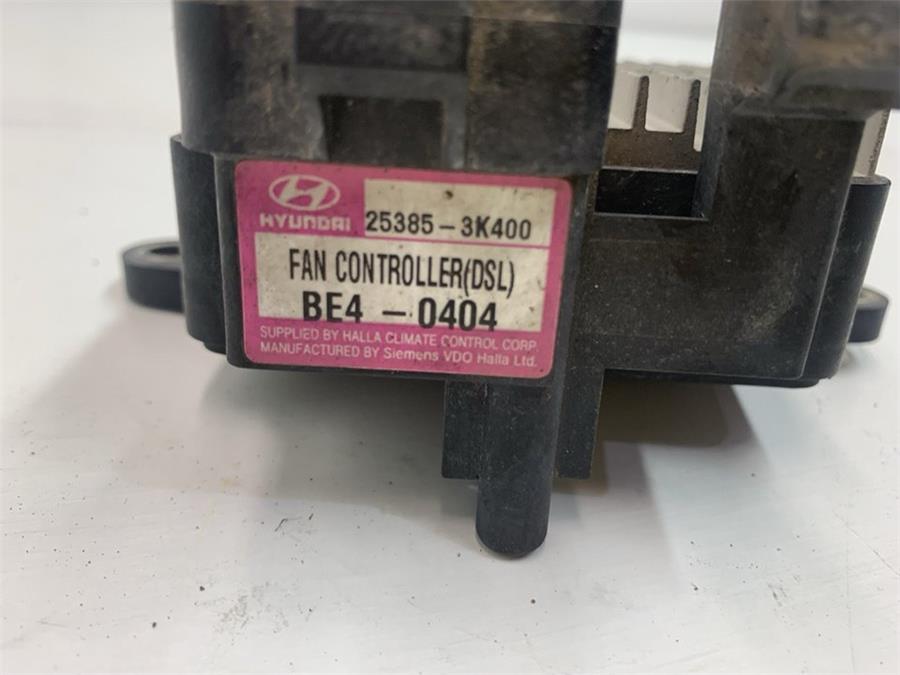 HYUNDAI 25385-3K400
FAN CONTROLLER(DSL)
BE4 - 0404
SUPPLIED BY HALLA CLIMATE CONTROL CORP.
MANUFACTURED BY Siemens VDO Halla Ltd.